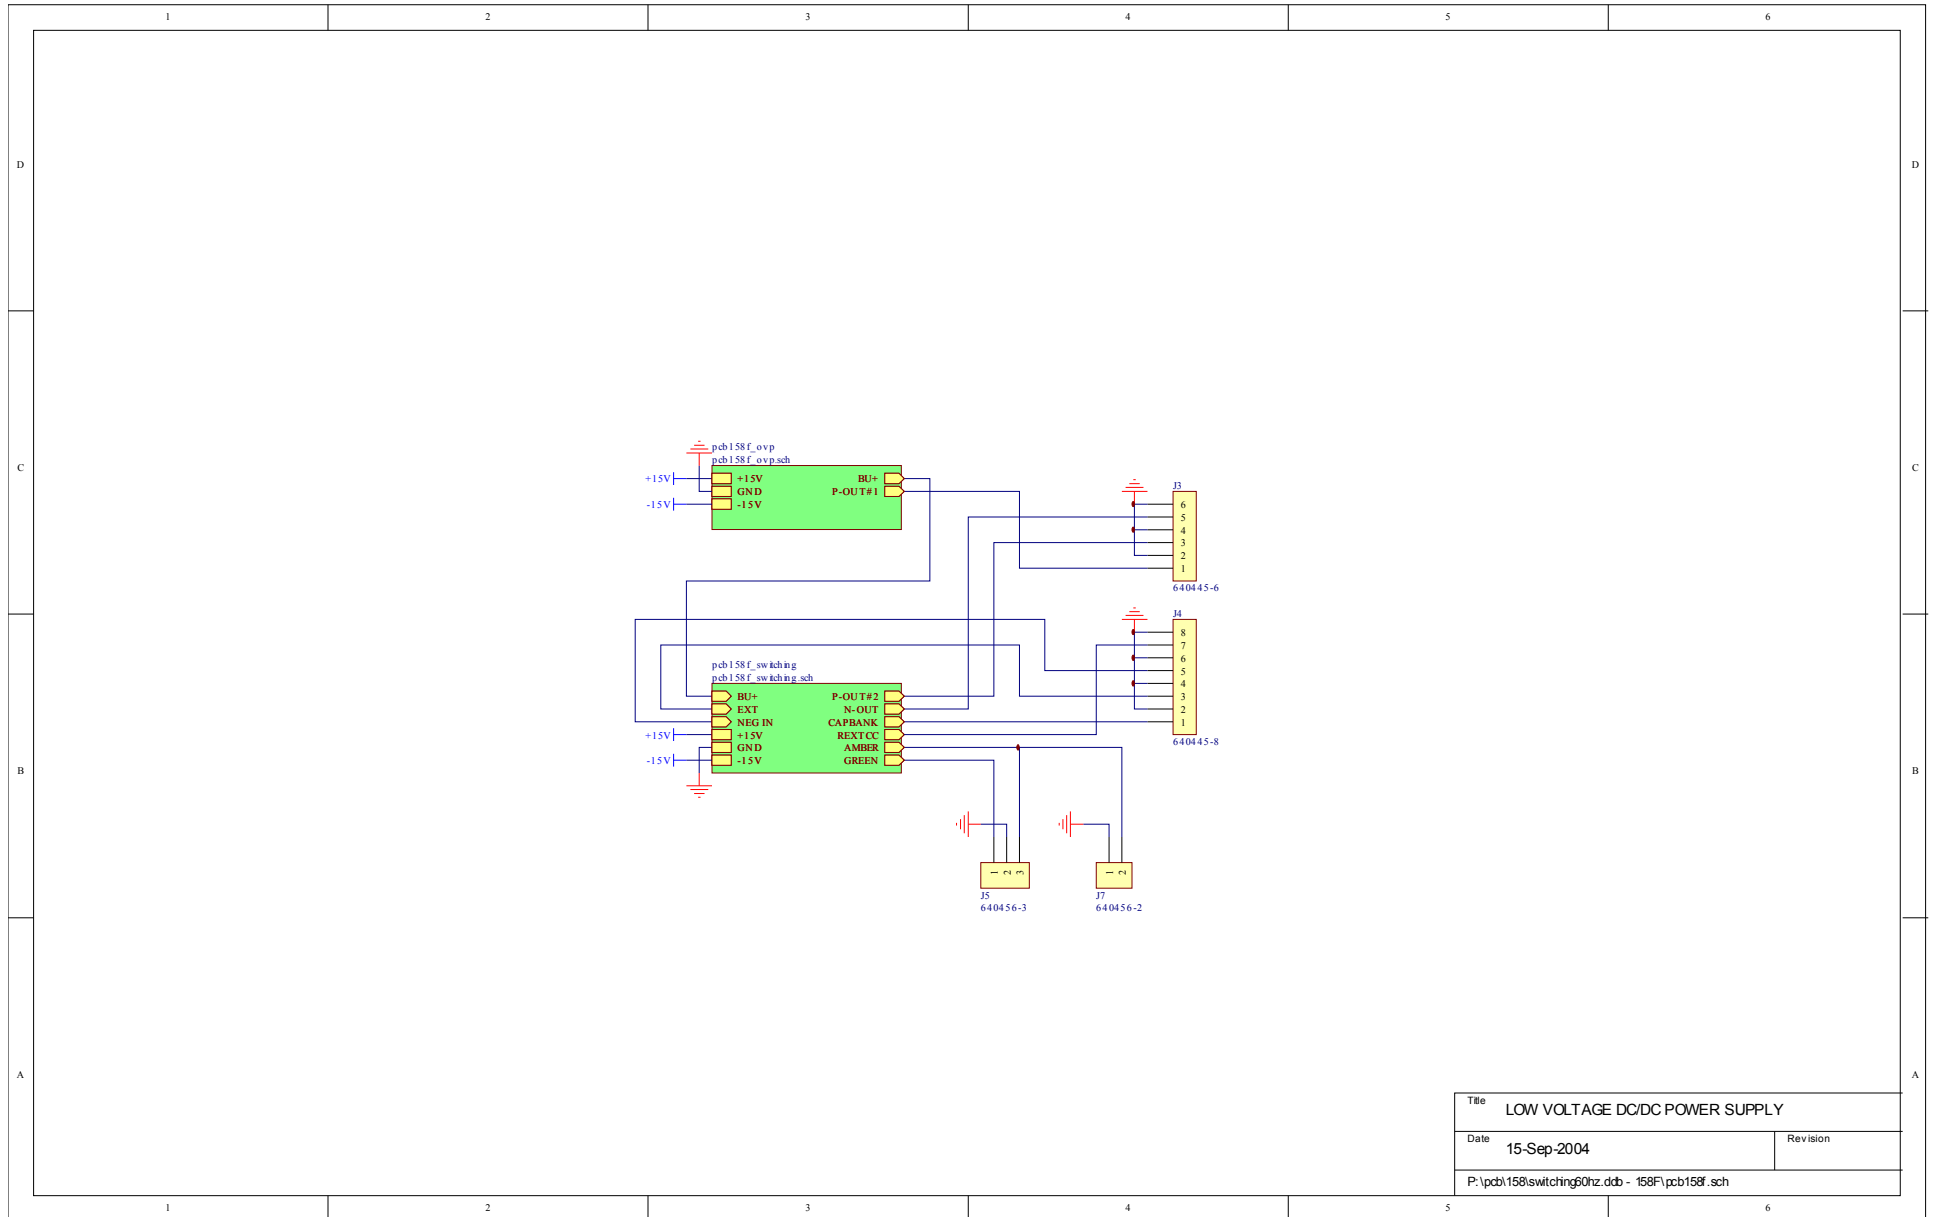 1 2 3 4 5 6
D D
C C
B B
A A
pcb158f_ovp
pcb158f_ovp.sch
+15V
-15V
+15V BU+
GND P-OUT#1
-15V
J3
6
5
4
3
2
1
640445-6
J4
8
7
6
5
4
3
2
1
640445-8
pcb158f_switching
pcb158f_switching.sch
+15V
-15V
BU+ P-OUT#2
EXT N-OUT
NEG IN CAPBANK
+15V REXTCC
GND AMBER
-15V GREEN
1 2 3
J5
640456-3
1 2
J7
640456-2
Title LOW VOLTAGE DC/DC POWER SUPPLY
Date 15-Sep-2004 Revision
P:\pcb\158\switching60hz.ddb - 158F\pcb158f.sch
1 2 3 4 5 6